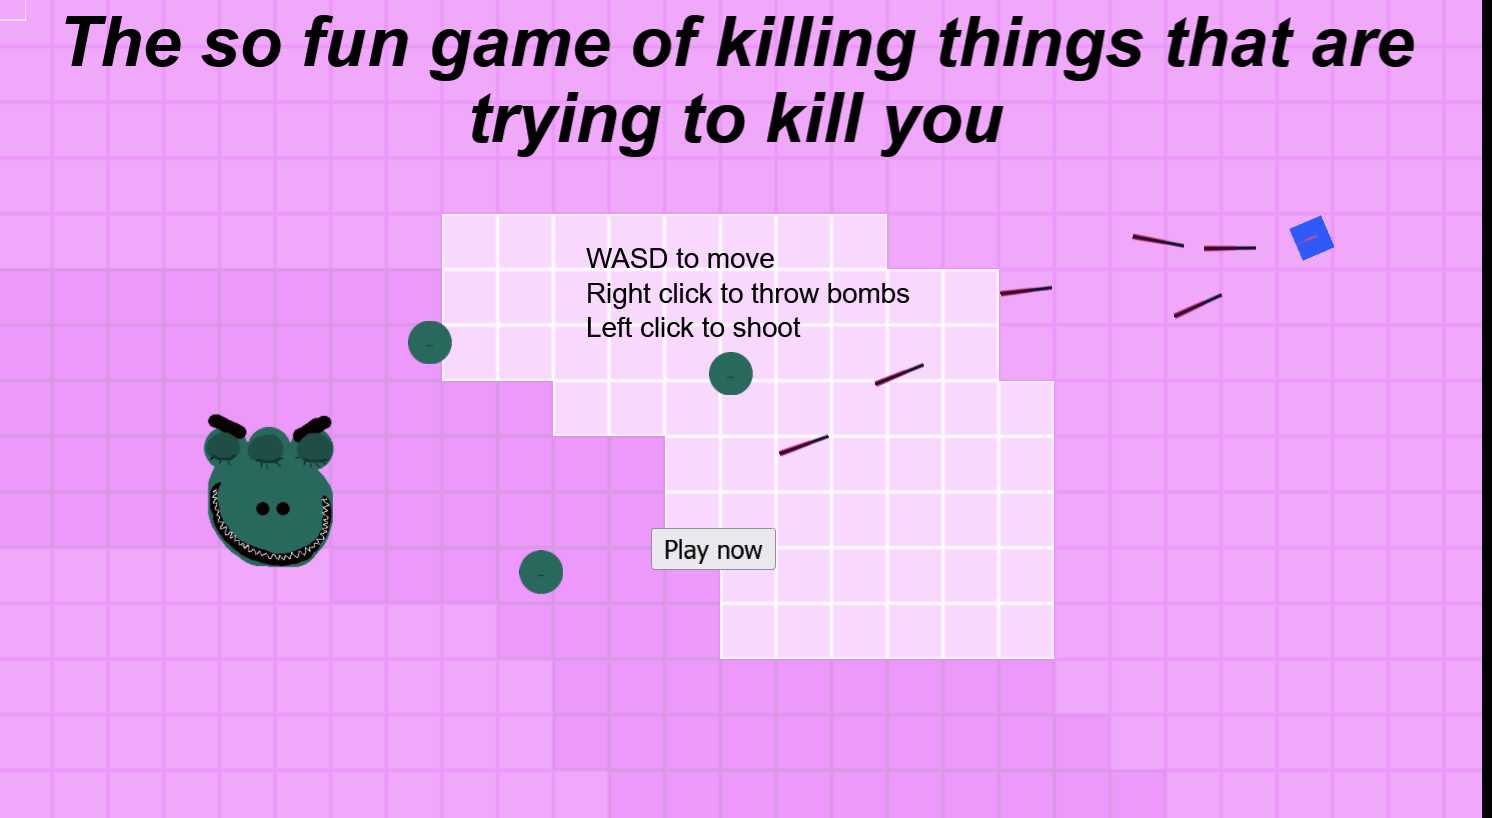 The so fun game of killing things that are
trying to kill you
WASD to move
Right click to throw bombs
Left click to shoot
Play now